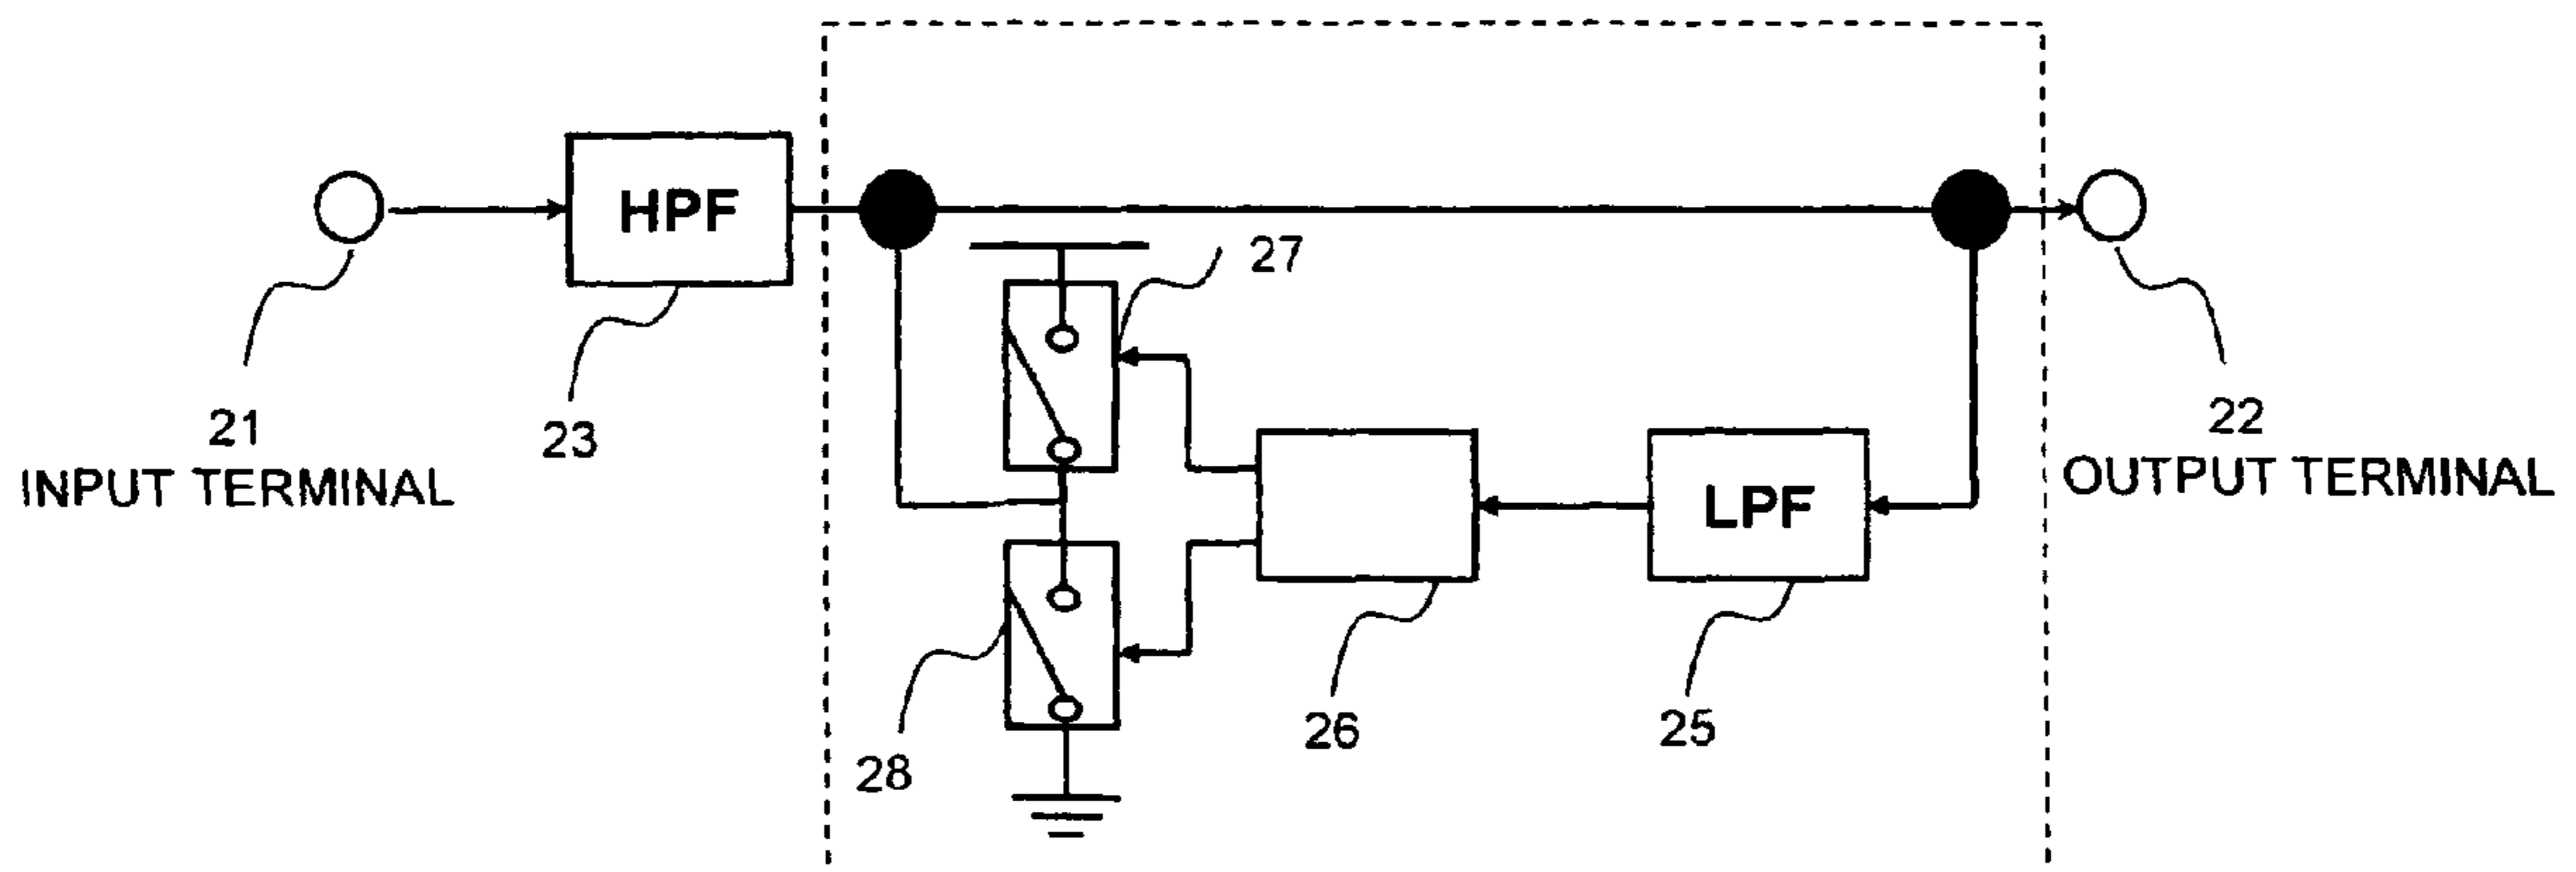 HPF
27
21
INPUT TERMINAL
23
22
OUTPUT TERMINAL
LPF
28
26
25